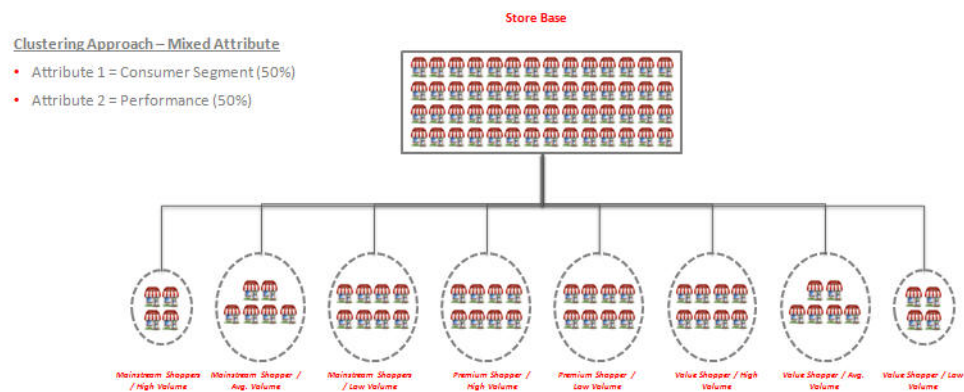 Store Base
Clustering Approach – Mixed Attribute
• Attribute 1 = Consumer Segment (50%)
• Attribute 2 = Performance (50%)
Mainstream Shoppers
/ High Volume
Mainstream Shopper /
Avg. Volume
Mainstream Shoppers
/ Low Volume
Premium Shopper /
High Volume
Premium Shopper /
Low Volume
Value Shopper / High
Volume
Value Shopper / Avg.
Volume
Value Shopper / Low
Volume